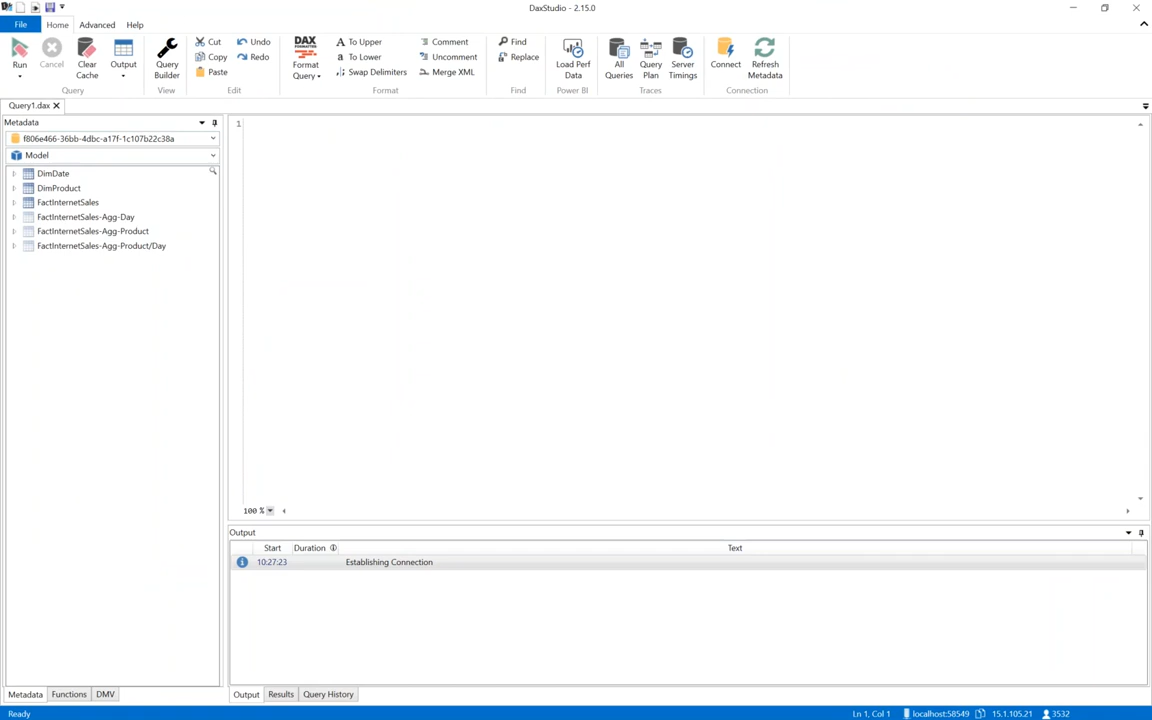 DaxStudio - 2.15.0
File Home Advanced Help
Run
Cancel
Clear Cache
Output
Query
Query Builder
View
Cut
Copy
Paste
Undo
Redo
Edit
DAX
FORMATTER
Format Query
To Upper
To Lower
Swap Delimiters
Comment
Uncomment
Merge XML
Format
Find
Replace
Find
Load Perf Data
Power BI
All Queries
Query Plan
Server Timings
Traces
Connect
Refresh Metadata
Connection
Query1.dax
Metadata
f806e466-36bb-4dbc-a17f-1c107b22c38a
Model
DimDate
DimProduct
FactInternetSales
FactInternetSales-Agg-Day
FactInternetSales-Agg-Product
FactInternetSales-Agg-Product/Day
1
100 %
Output
Start Duration Text
10:27:23 Establishing Connection
Metadata Functions DMV
Output Results Query History
Ready
Ln 1, Col 1 localhost:58549 15.1.105.21 3532